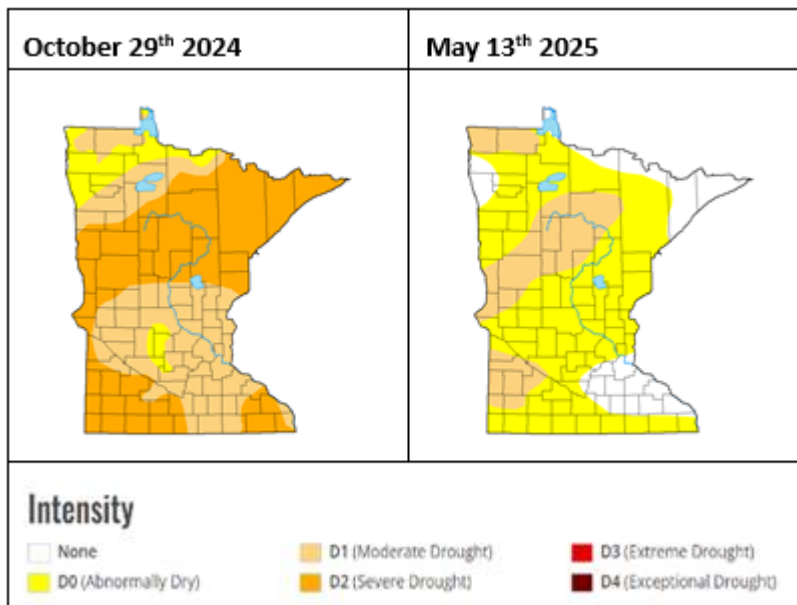 October 29th 2024
May 13th 2025
Intensity
None
D0 (Abnormally Dry)
D1 (Moderate Drought)
D2 (Severe Drought)
D3 (Extreme Drought)
D4 (Exceptional Drought)